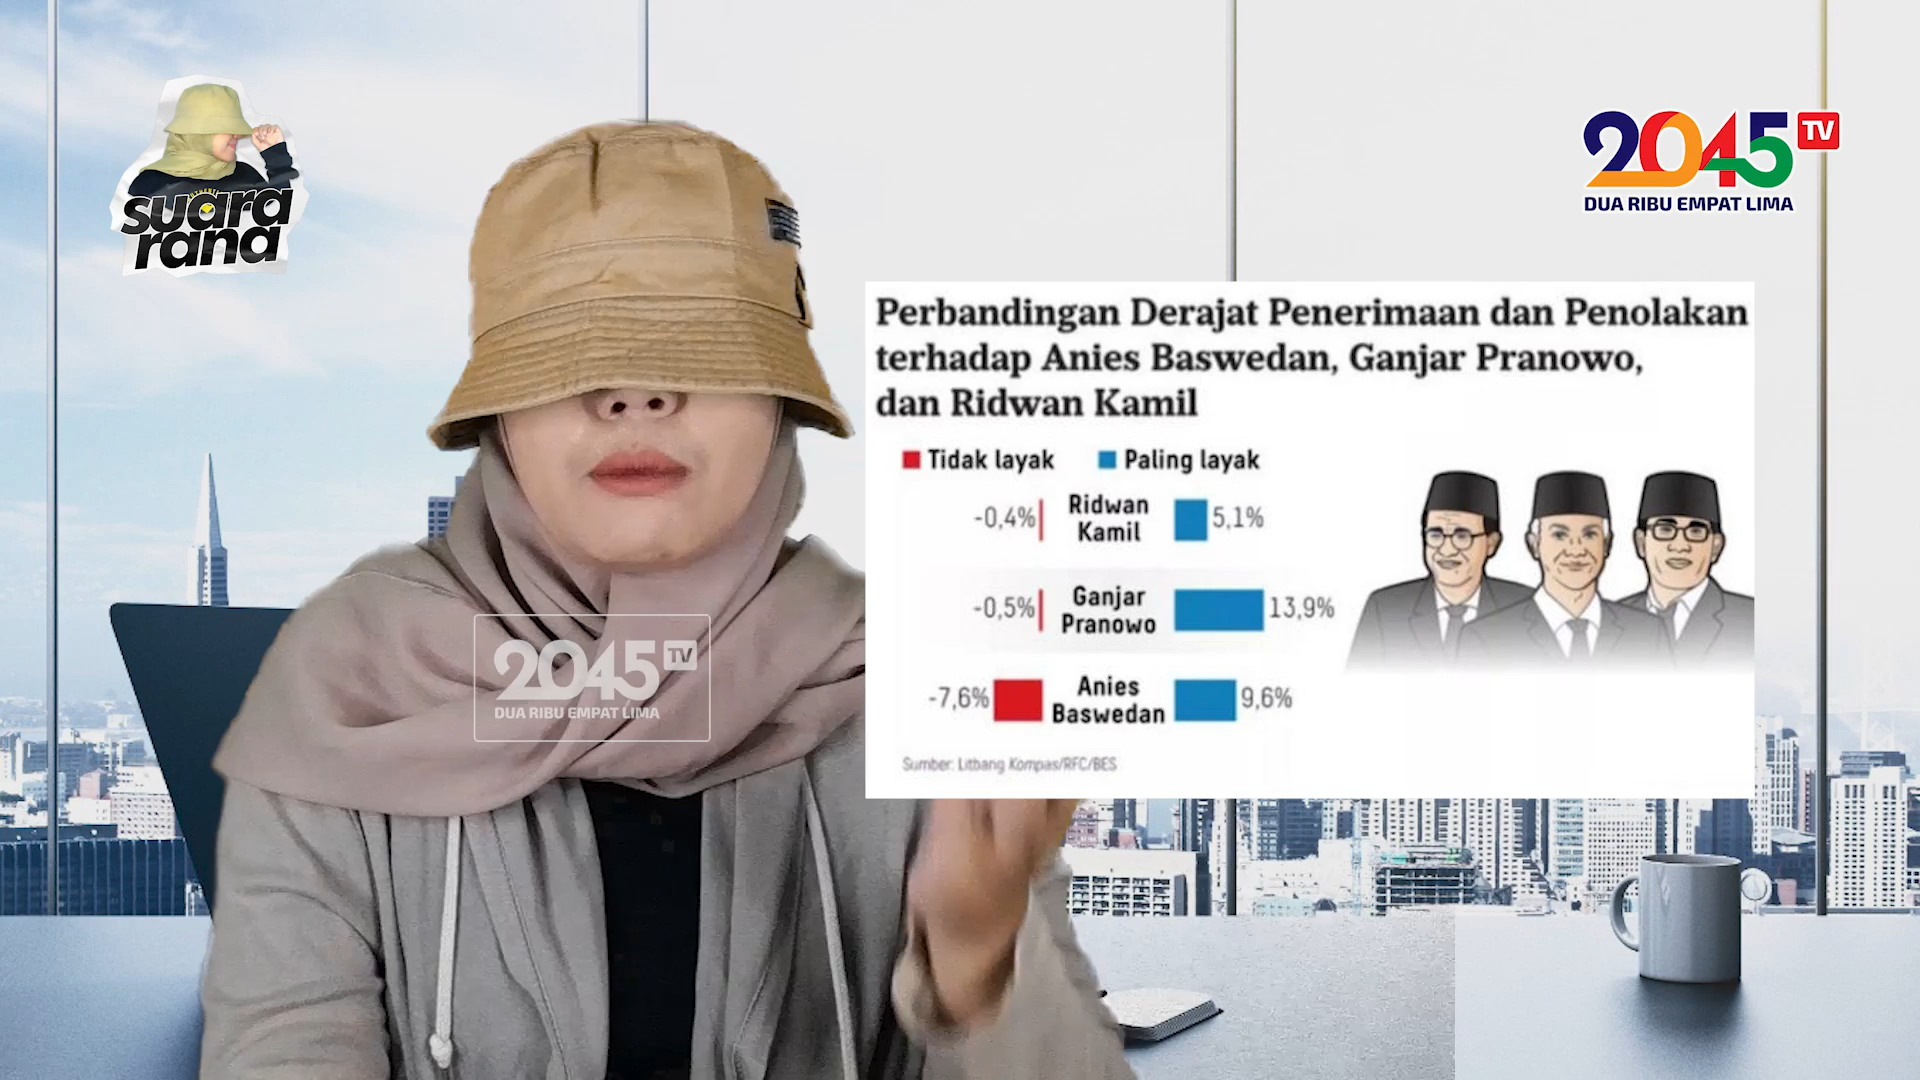 suara
rana
2045 TV
DUA RIBU EMPAT LIMA
Perbandingan Derajat Penerimaan dan Penolakan
terhadap Anies Baswedan, Ganjar Pranowo,
dan Ridwan Kamil
Tidak layak
Paling layak
-0,4%
Ridwan
Kamil
5,1%
-0,5%
Ganjar
Pranowo
13,9%
-7,6%
Anies
Baswedan
9,6%
Sumber: Litbang Kompas/RFC/BES
2045 TV
DUA RIBU EMPAT LIMA